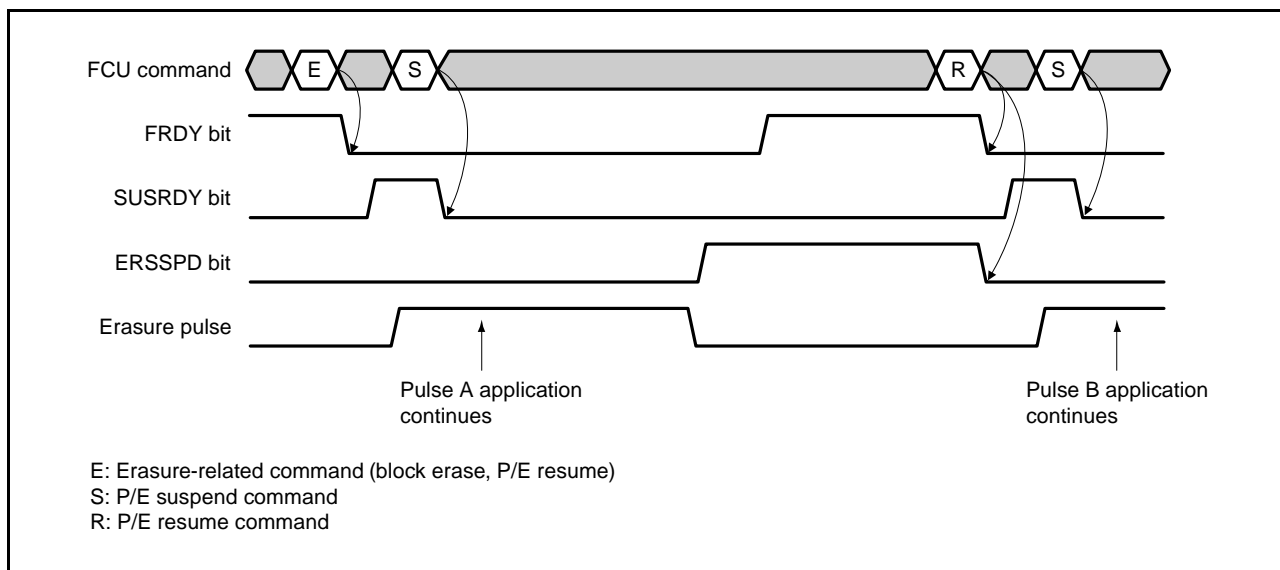 FCU command
E
S
R
S
FRDY bit
SUSRDY bit
ERSSPD bit
Erasure pulse
Pulse A application
continues
Pulse B application
continues
E: Erasure-related command (block erase, P/E resume)
S: P/E suspend command
R: P/E resume command